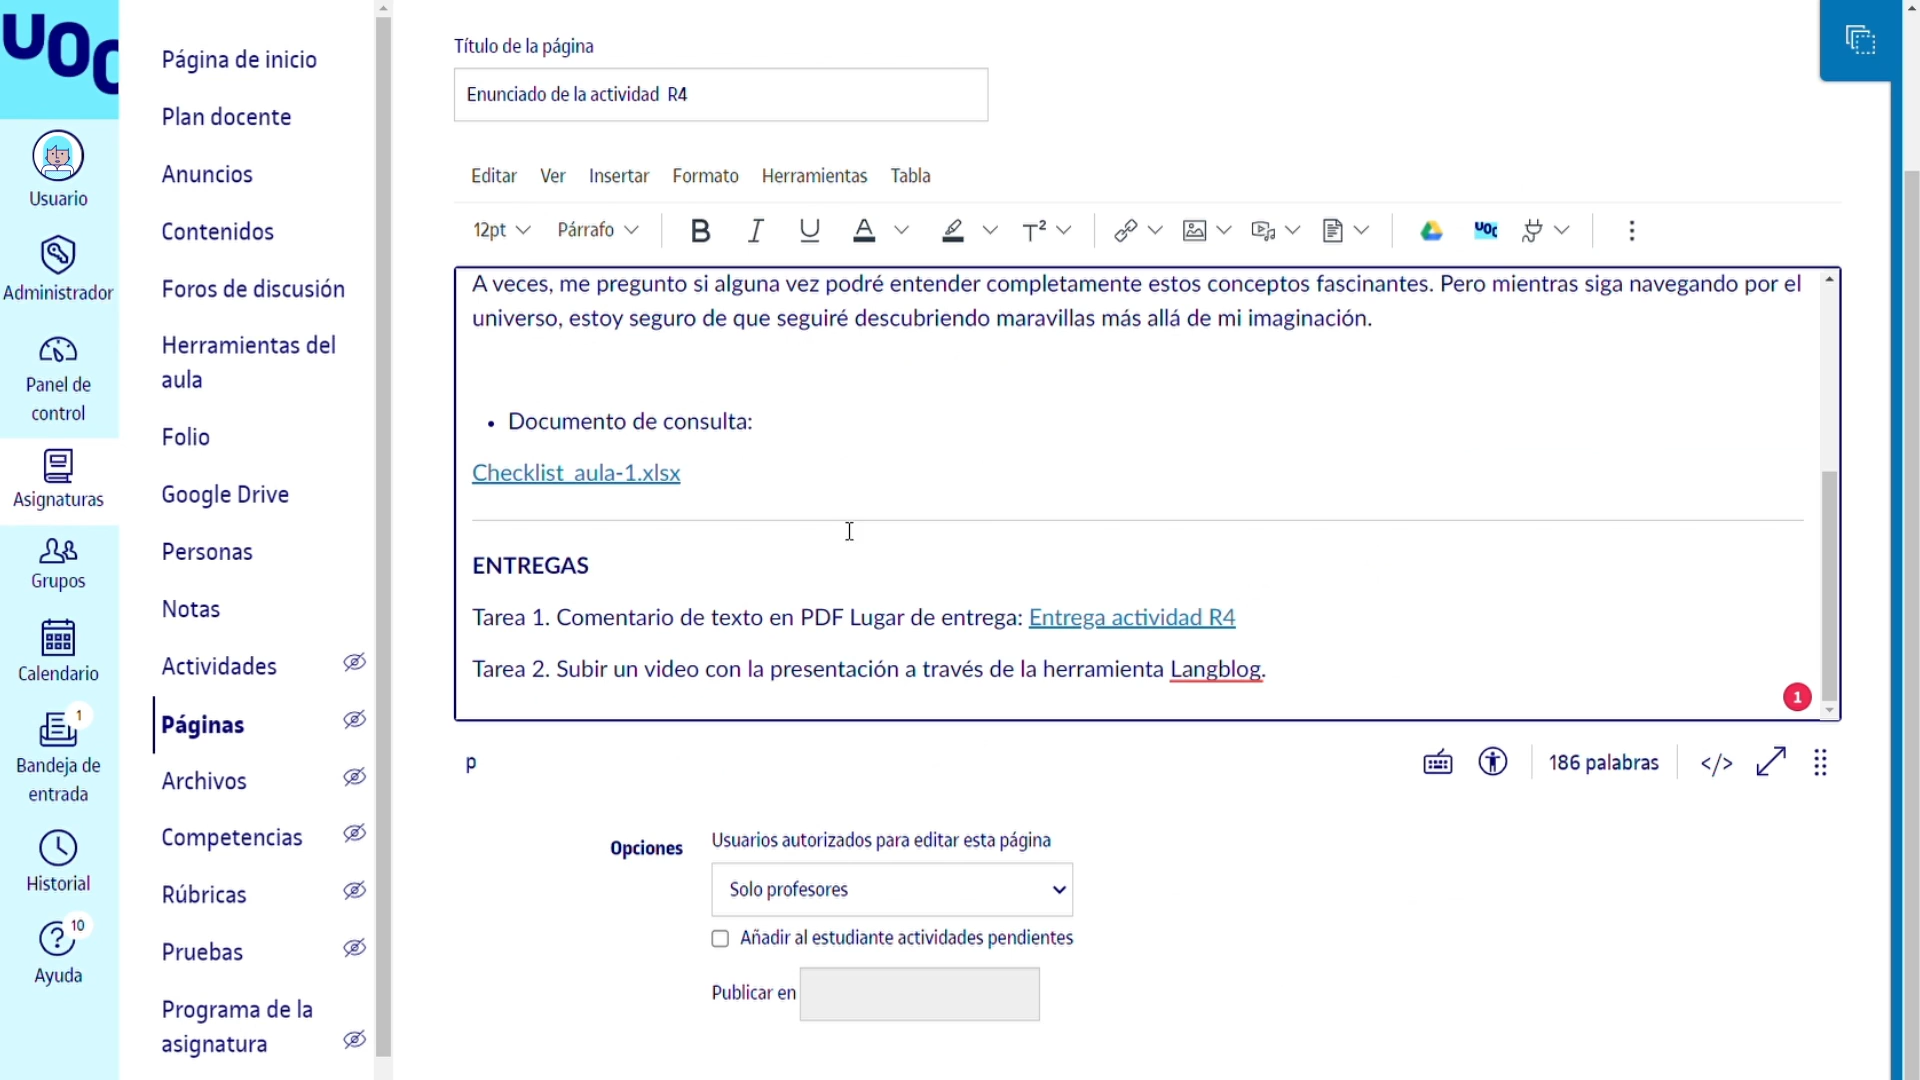 UOC
Usuario
Administrador
Panel de
control
Asignaturas
Grupos
Calendario
1
Bandeja de
entrada
Historial
10
Ayuda
Página de inicio
Plan docente
Anuncios
Contenidos
Foros de discusión
Herramientas del
aula
Folio
Google Drive
Personas
Notas
Actividades
Páginas
Archivos
Competencias
Rúbricas
Pruebas
Programa de la
asignatura
Título de la página
Enunciado de la actividad R4
Editar Ver Insertar Formato Herramientas Tabla
12pt Párrafo B I U A T² UOC
A veces, me pregunto si alguna vez podré entender completamente estos conceptos fascinantes. Pero mientras siga navegando por el
universo, estoy seguro de que seguiré descubriendo maravillas más allá de mi imaginación.
• Documento de consulta:
Checklist_aula-1.xlsx
ENTREGAS
Tarea 1. Comentario de texto en PDF Lugar de entrega: Entrega actividad R4
Tarea 2. Subir un video con la presentación a través de la herramienta Langblog.
1
p 186 palabras </>
Opciones Usuarios autorizados para editar esta página
Solo profesores
Añadir al estudiante actividades pendientes
Publicar en